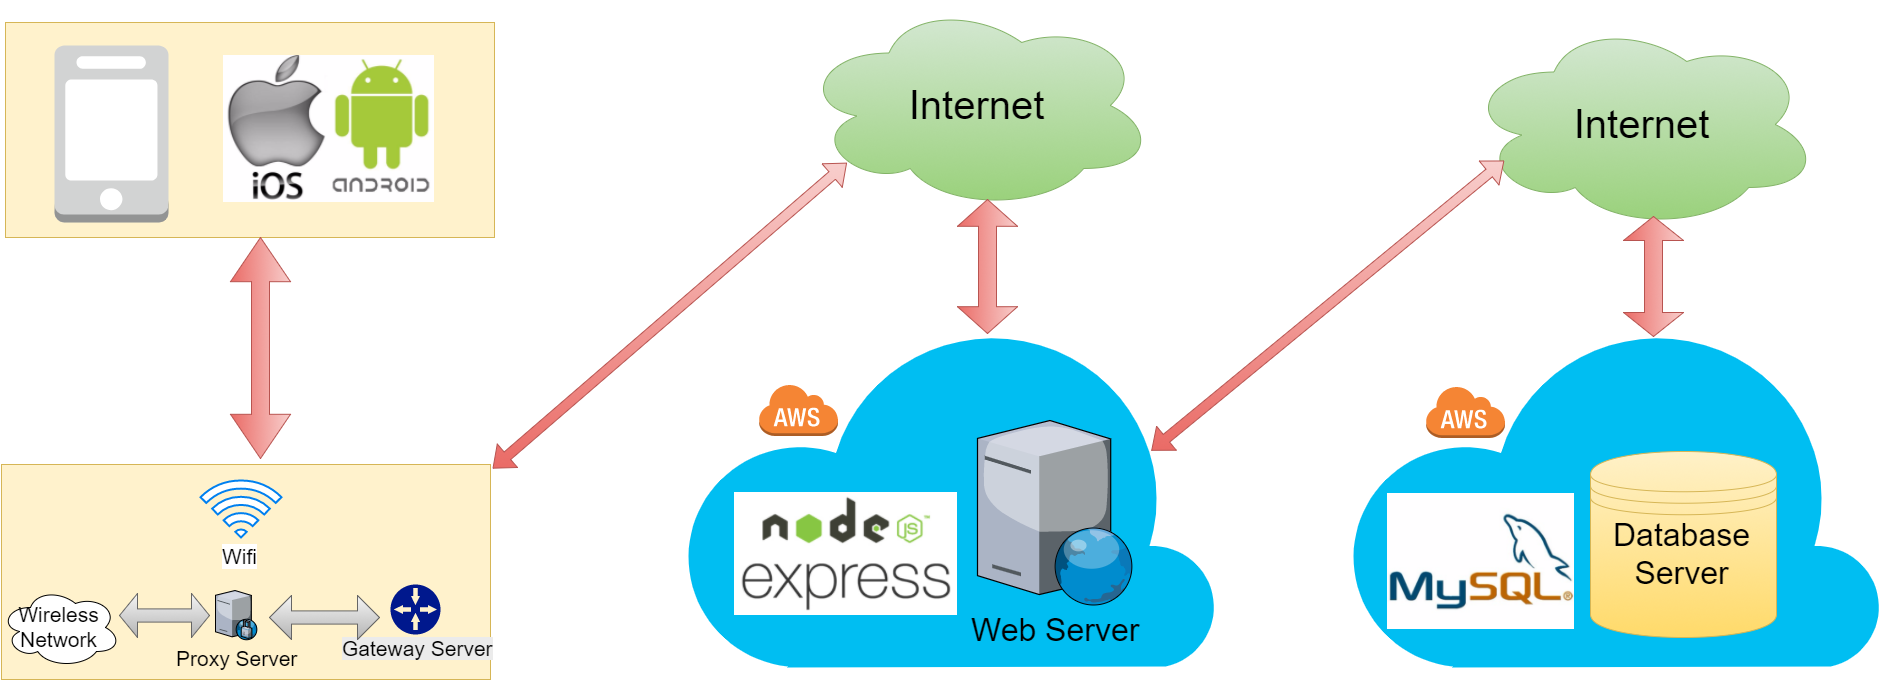 iOS
ANDROID
Internet
Internet
AWS
AWS
Wifi
Wireless
Network
Proxy Server
Gateway Server
node
JS
™
express
Web Server
MySQL®
Database
Server